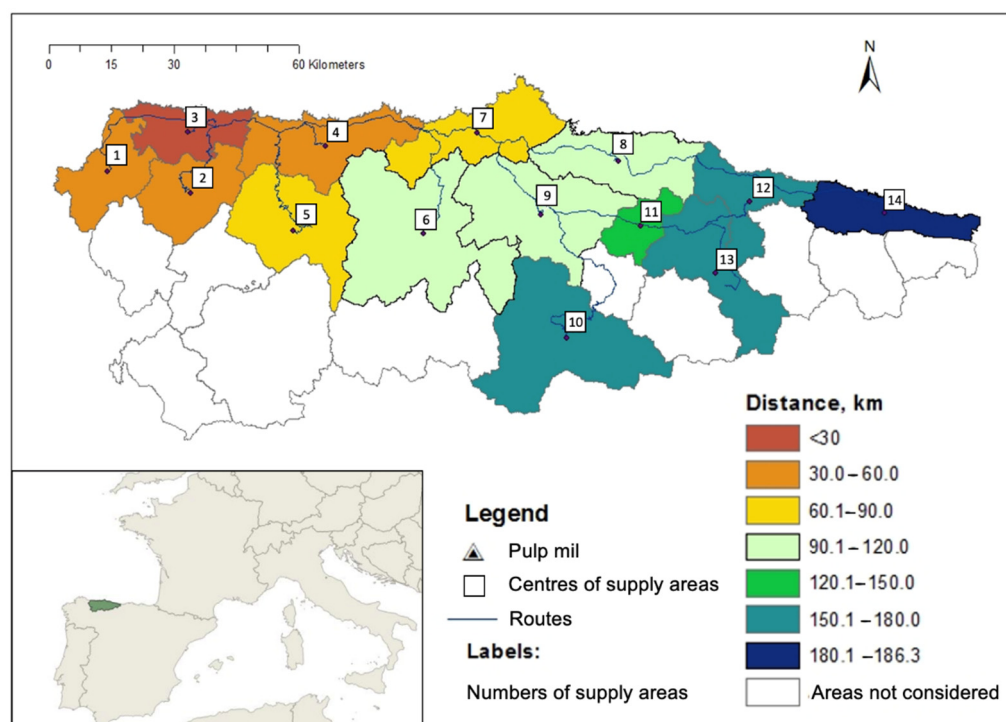 0 15 30 60 Kilometers
N
1
2
3
4
5
6
7
8
9
10
11
12
13
14
Distance, km
<30
30.0–60.0
60.1–90.0
90.1–120.0
120.1–150.0
150.1–180.0
180.1–186.3
Areas not considered
Legend
Pulp mil
Centres of supply areas
Routes
Labels:
Numbers of supply areas